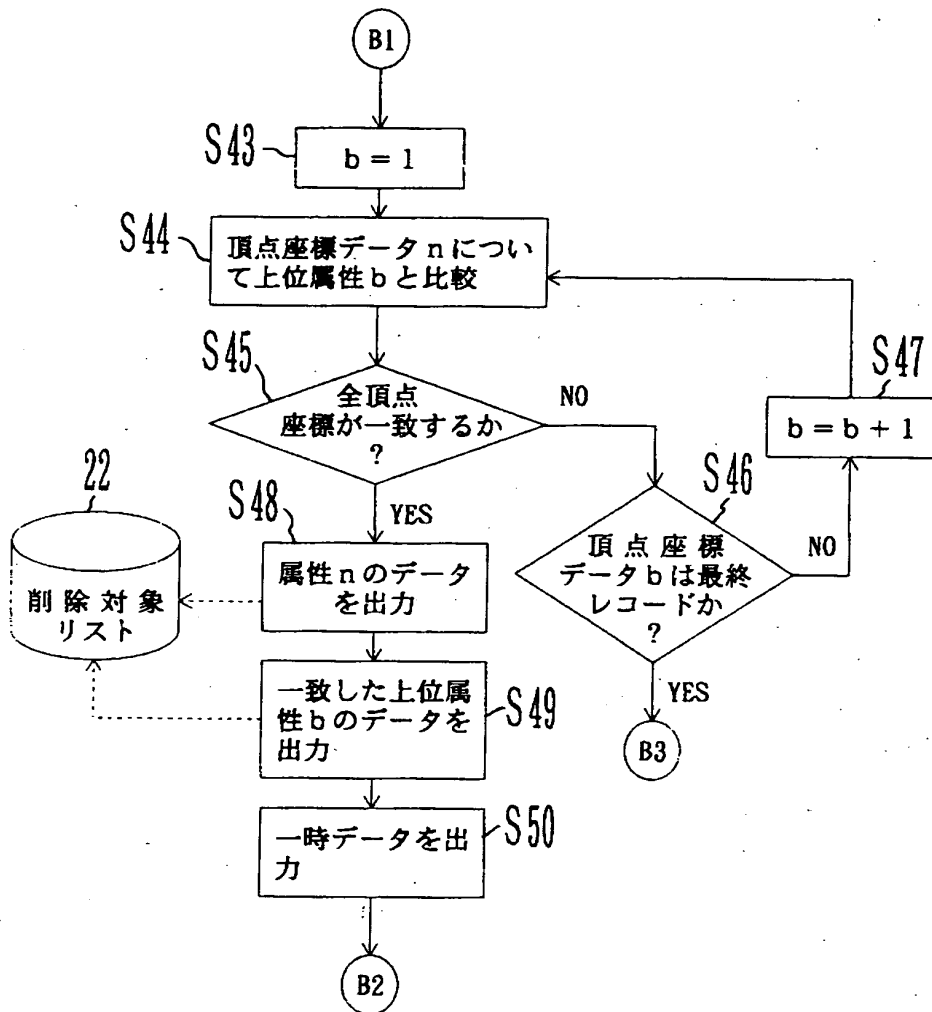 B1
S43
b = 1
S44
頂点座標データnについ
て上位属性bと比較
S45
全頂点
座標が一致するか
?
NO
YES
S47
b = b + 1
S46
頂点座標
データbは最終
レコードか
?
NO
YES
B3
22
削除対象
リスト
S48
属性nのデータ
を出力
一致した上位属
性bのデータを
出力
S49
一時データを出
力
S50
B2